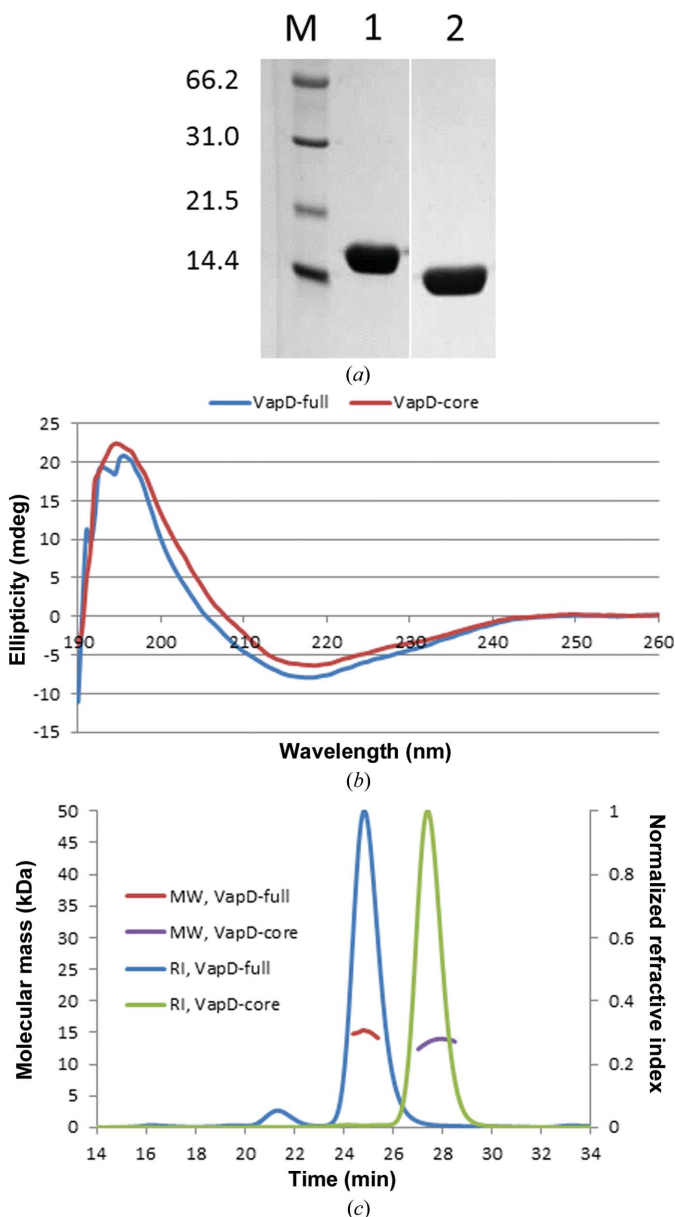 M 1 2
66.2
31.0
21.5
14.4
(a)
VapD-full VapD-core
25
20
15
10
5
0
-5
-10
-15
190 200 210 220 230 240 250 260
Ellipticity (mdeg)
Wavelength (nm)
(b)
50
45
40
35
30
25
20
15
10
5
0
Molecular mass (kDa)
MW, VapD-full
MW, VapD-core
RI, VapD-full
RI, VapD-core
1
0.8
0.6
0.4
0.2
0
Normalized refractive index
14 16 18 20 22 24 26 28 30 32 34
Time (min)
(c)